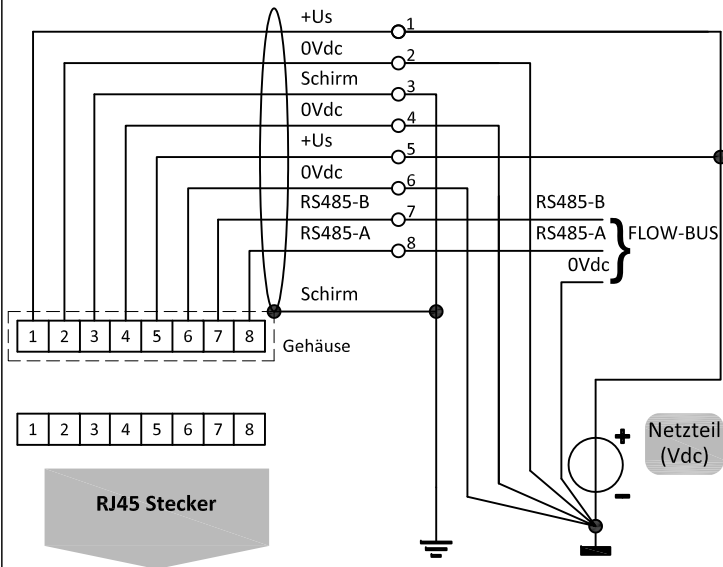 +Us
1
0Vdc
2
Schirm
3
0Vdc
4
+Us
5
0Vdc
6
RS485-B
7
RS485-B
RS485-A
8
RS485-A
FLOW-BUS
0Vdc
Schirm
1 2 3 4 5 6 7 8
Gehäuse
1 2 3 4 5 6 7 8
RJ45 Stecker
+
Netzteil
(Vdc)
-